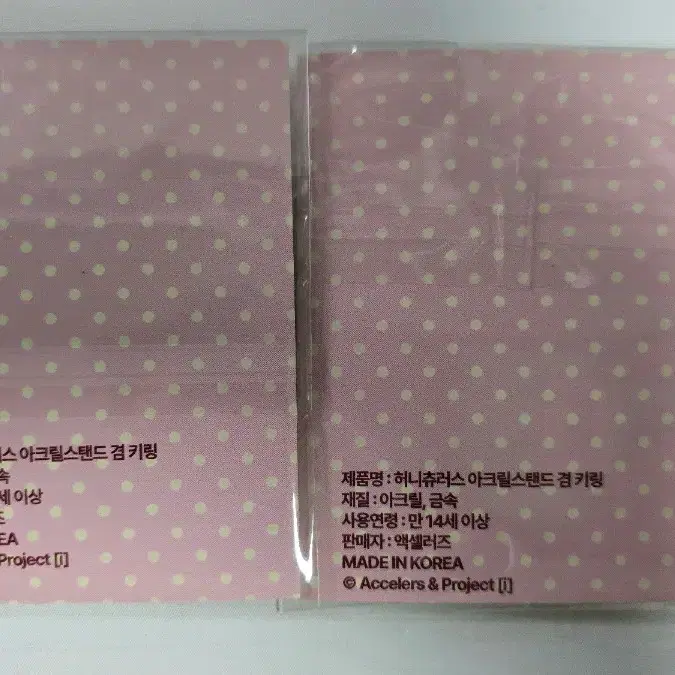 스 아크릴스탠드 겸 키링
속
세 이상
즈
EA
Project [i]
제품명 : 허니츄러스 아크릴스탠드 겸 키링
재질 : 아크릴, 금속
사용연령 : 만 14세 이상
판매자 : 액셀러즈
MADE IN KOREA
© Accelers & Project [i]